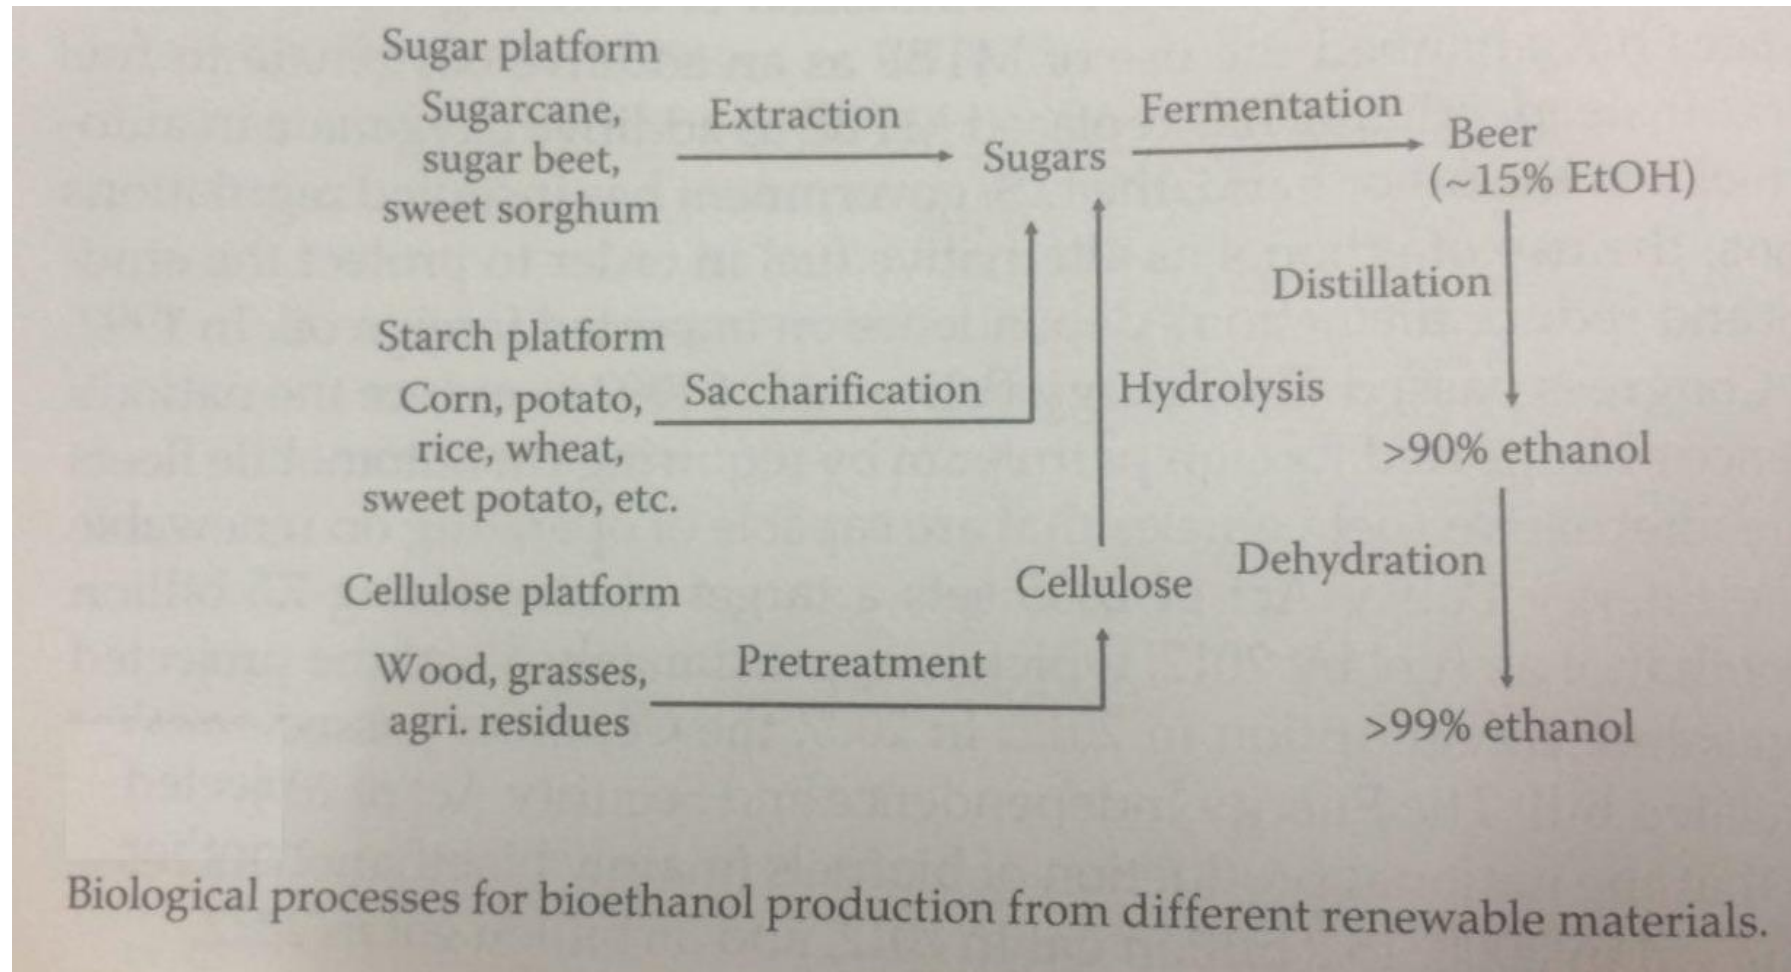 Sugar platform
Sugarcane,
sugar beet,
sweet sorghum
Extraction
Sugars
Fermentation
Beer
(~15% EtOH)
Distillation
Starch platform
Corn, potato,
rice, wheat,
sweet potato, etc.
Saccharification
Hydrolysis
>90% ethanol
Dehydration
Cellulose platform
Wood, grasses,
agri. residues
Pretreatment
Cellulose
>99% ethanol
Biological processes for bioethanol production from different renewable materials.